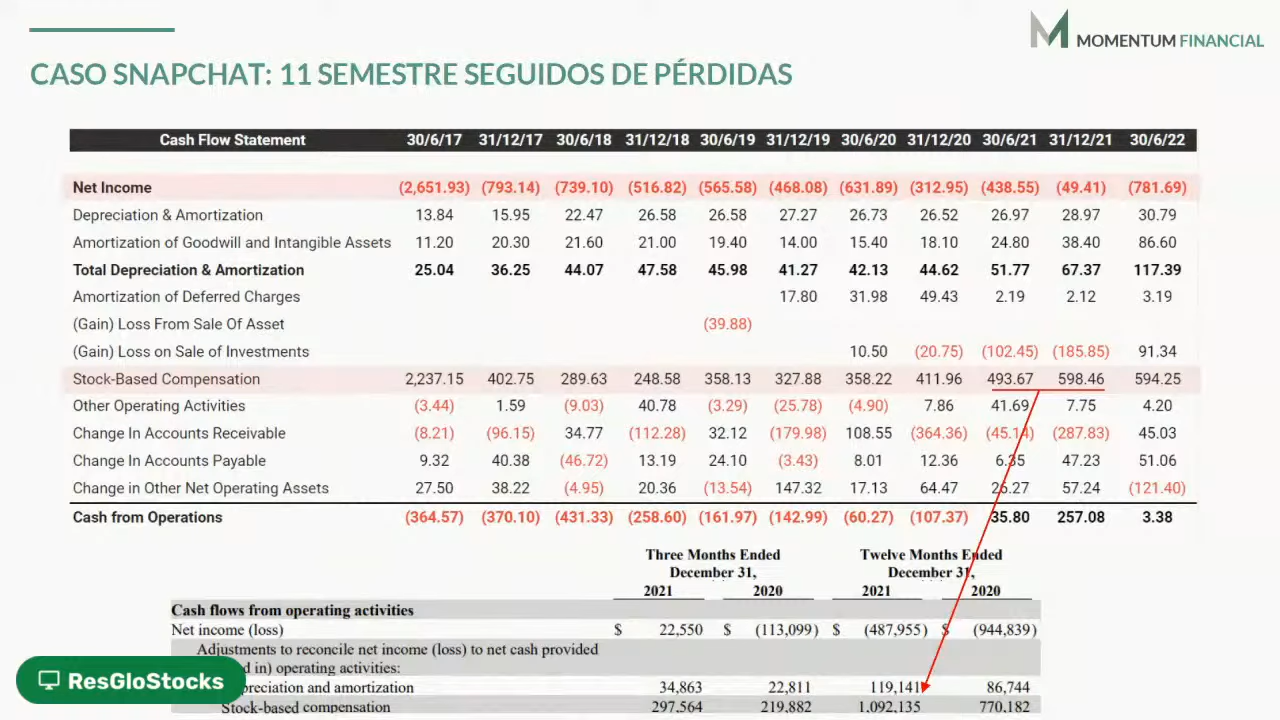 MOMENTUM FINANCIAL
CASO SNAPCHAT: 11 SEMESTRE SEGUIDOS DE PÉRDIDAS
Cash Flow Statement 30/6/17 31/12/17 30/6/18 31/12/18 30/6/19 31/12/19 30/6/20 31/12/20 30/6/21 31/12/21 30/6/22
Net Income (2,651.93) (793.14) (739.10) (516.82) (565.58) (468.08) (631.89) (312.95) (438.55) (49.41) (781.69)
Depreciation & Amortization 13.84 15.95 22.47 26.58 26.58 27.27 26.73 26.52 26.97 28.97 30.79
Amortization of Goodwill and Intangible Assets 11.20 20.30 21.60 21.00 19.40 14.00 15.40 18.10 24.80 38.40 86.60
Total Depreciation & Amortization 25.04 36.25 44.07 47.58 45.98 41.27 42.13 44.62 51.77 67.37 117.39
Amortization of Deferred Charges 17.80 31.98 49.43 2.19 2.12 3.19
(Gain) Loss From Sale Of Asset (39.88)
(Gain) Loss on Sale of Investments 10.50 (20.75) (102.45) (185.85) 91.34
Stock-Based Compensation 2,237.15 402.75 289.63 248.58 358.13 327.88 358.22 411.96 493.67 598.46 594.25
Other Operating Activities (3.44) 1.59 (9.03) 40.78 (3.29) (25.78) (4.90) 7.86 41.69 7.75 4.20
Change In Accounts Receivable (8.21) (96.15) 34.77 (112.28) 32.12 (179.98) 108.55 (364.36) (45.14) (287.83) 45.03
Change In Accounts Payable 9.32 40.38 (46.72) 13.19 24.10 (3.43) 8.01 12.36 6.35 47.23 51.06
Change in Other Net Operating Assets 27.50 38.22 (4.95) 20.36 (13.54) 147.32 17.13 64.47 26.27 57.24 (121.40)
Cash from Operations (364.57) (370.10) (431.33) (258.60) (161.97) (142.99) (60.27) (107.37) 35.80 257.08 3.38
Three Months Ended Twelve Months Ended
December 31, December 31,
2021 2020 2021 2020
Cash flows from operating activities
Net income (loss) $ 22,550 $ (113,099) $ (487,955) $ (944,839)
Adjustments to reconcile net income (loss) to net cash provided
d in) operating activities:
preciation and amortization 34,863 22,811 119,141 86,744
Stock-based compensation 297,564 219,882 1,092,135 770,182
ResGloStocks